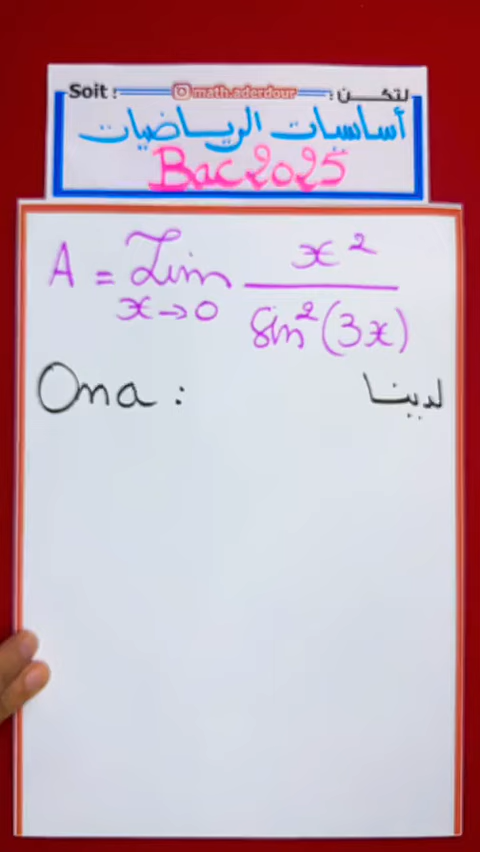 Soit : math.aderdour لتكن :
أساسيات الرياضيات
Bac2025
A = Lim x→0 x² / sin²(3x)
On a : لدينا